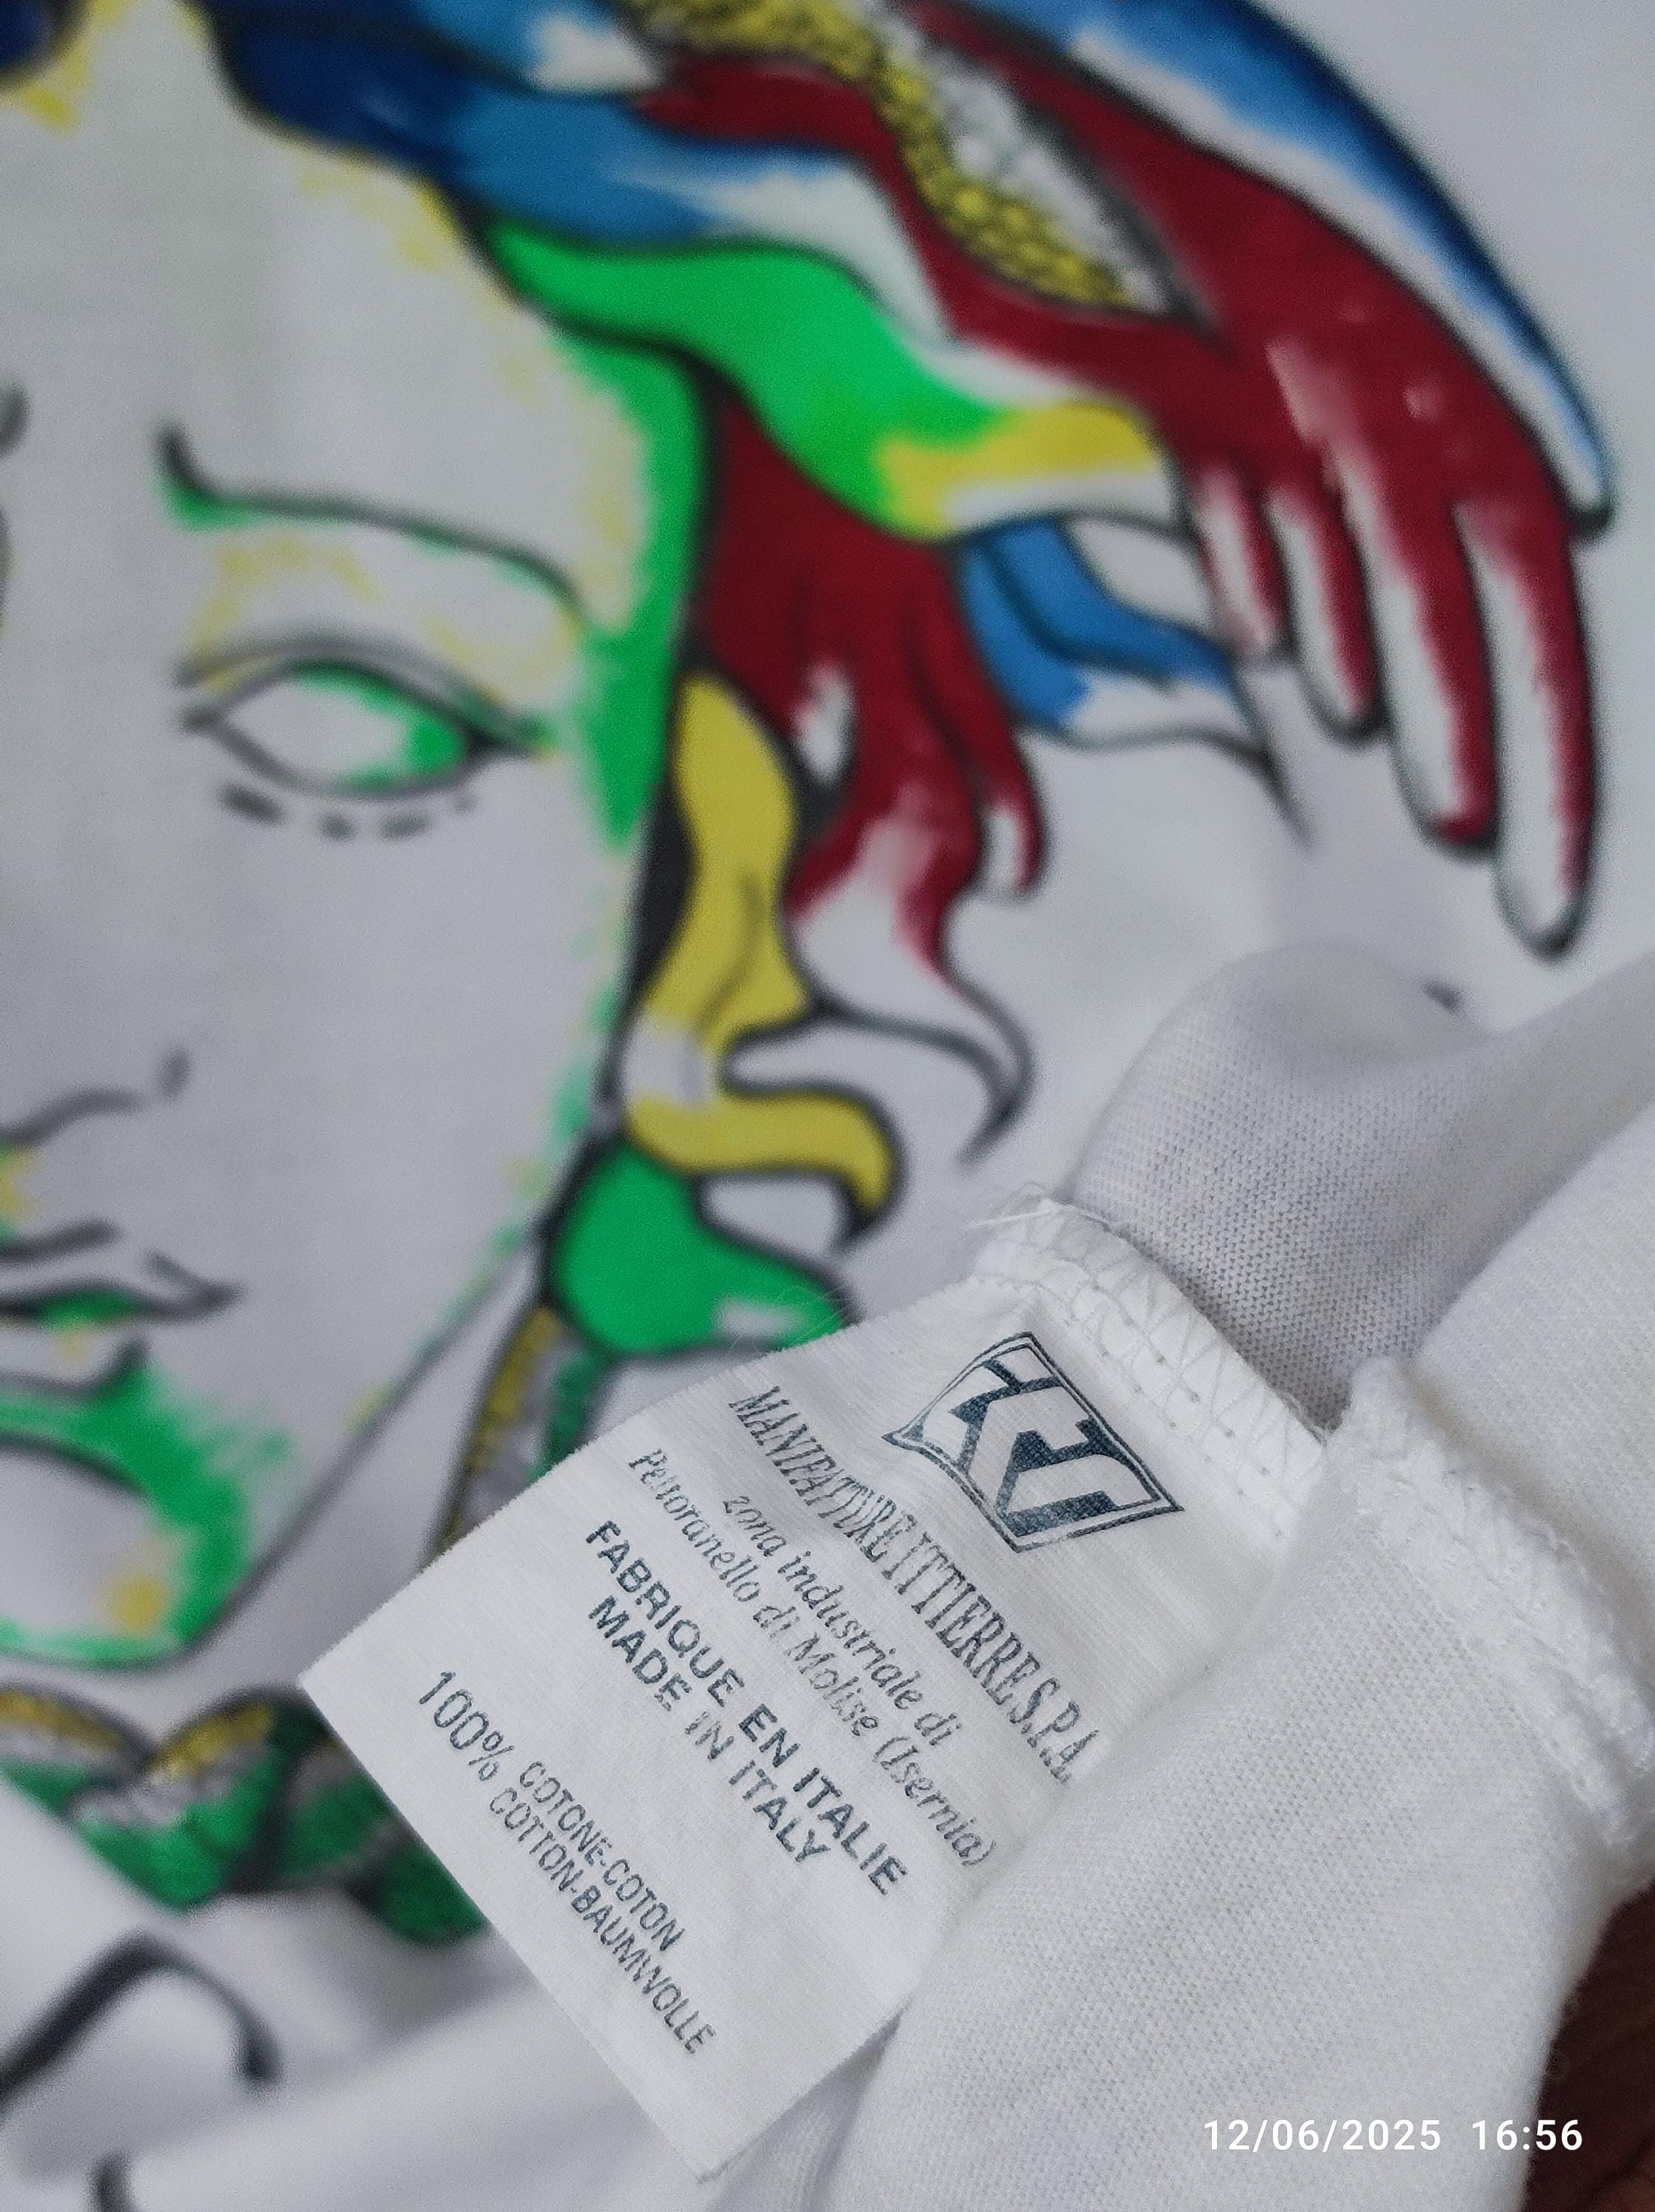 MANIFATTURE ITTIERRE S.P.A.
zona industriale di
Pettoranello di Molise (Isernia)
FABRIQUE EN ITALIE
MADE IN ITALY
100% COTONE-COTON
COTTON-BAUMWOLLE
12/06/2025 16:56